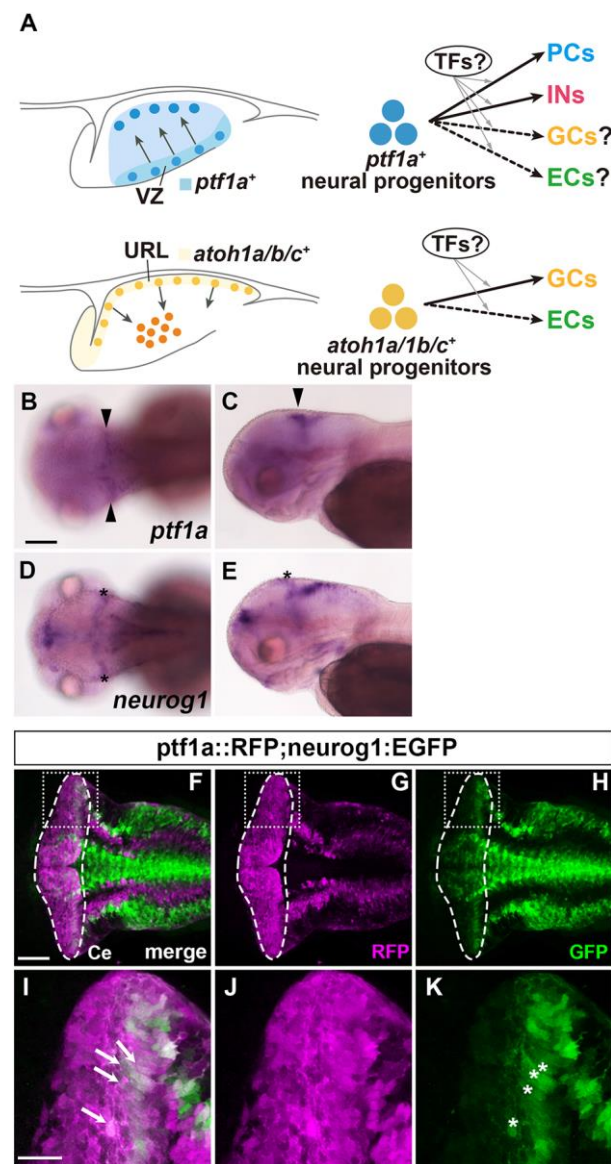 A
TFs?
PCs
INs
GCs?
ECs?
ptf1a+
neural progenitors
VZ
ptf1a+
URL
atoh1a/b/c+
TFs?
GCs
ECs
atoh1a/1b/c+
neural progenitors
B
C
ptf1a
D
*
*
neurog1
E
*
ptf1a::RFP;neurog1:EGFP
F
Ce
merge
G
RFP
H
GFP
I
J
K
*
*
*
*